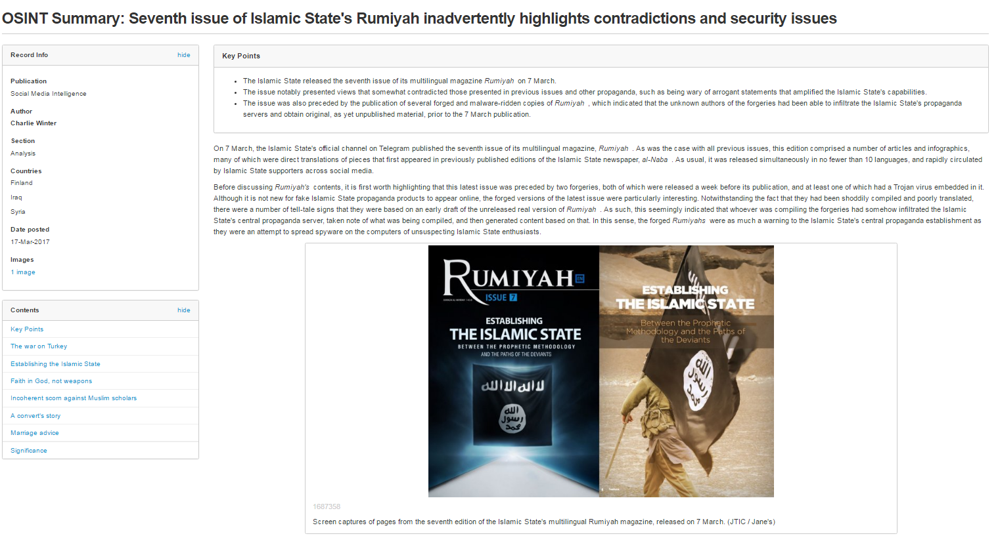 OSINT Summary: Seventh issue of Islamic State's Rumiyah inadvertently highlights contradictions and security issues
Record Info
hide
Publication
Social Media Intelligence
Author
Charlie Winter
Section
Analysis
Countries
Finland
Iraq
Syria
Date posted
17-Mar-2017
Images
1 image
Contents
hide
Key Points
The war on Turkey
Establishing the Islamic State
Faith in God, not weapons
Incoherent scorn against Muslim scholars
A convert's story
Marriage advice
Significance
Key Points
• The Islamic State released the seventh issue of its multilingual magazine Rumiyah on 7 March.
• The issue notably presented views that somewhat contradicted those presented in previous issues and other propaganda, such as being wary of arrogant statements that amplified the Islamic State's capabilities.
• The issue was also preceded by the publication of several forged and malware-ridden copies of Rumiyah , which indicated that the unknown authors of the forgeries had been able to infiltrate the Islamic State's propaganda
servers and obtain original, as yet unpublished material, prior to the 7 March publication.
On 7 March, the Islamic State's official channel on Telegram published the seventh issue of its multilingual magazine, Rumiyah . As was the case with all previous issues, this edition comprised a number of articles and infographics,
many of which were direct translations of pieces that first appeared in previously published editions of the Islamic State newspaper, al-Naba . As usual, it was released simultaneously in no fewer than 10 languages, and rapidly circulated
by Islamic State supporters across social media.
Before discussing Rumiyah's contents, it is first worth highlighting that this latest issue was preceded by two forgeries, both of which were released a week before its publication, and at least one of which had a Trojan virus embedded in it.
Although it is not new for fake Islamic State propaganda products to appear online, the forged versions of the latest issue were particularly interesting. Notwithstanding the fact that they had been shoddily compiled and poorly translated,
there were a number of tell-tale signs that they were based on an early draft of the unreleased real version of Rumiyah . As such, this seemingly indicated that whoever was compiling the forgeries had somehow infiltrated the Islamic
State's central propaganda server, taken note of what was being compiled, and then generated content based on that. In this sense, the forged Rumiyahs were as much a warning to the Islamic State's central propaganda establishment as
they were an attempt to spread spyware on the computers of unsuspecting Islamic State enthusiasts.
RUMIYAH EN
ISSUE 7
ESTABLISHING
THE ISLAMIC STATE
BETWEEN THE PROPHETIC METHODOLOGY
AND THE PATHS OF THE DEVIANTS
لا اله الا الله
الله
رسول
محمد
ESTABLISHING
THE ISLAMIC STATE
Between the Prophetic
Methodology and the Paths of
the Deviants
الله
رسول
محمد
1687358
Screen captures of pages from the seventh edition of the Islamic State's multilingual Rumiyah magazine, released on 7 March. (JTIC / Jane's)